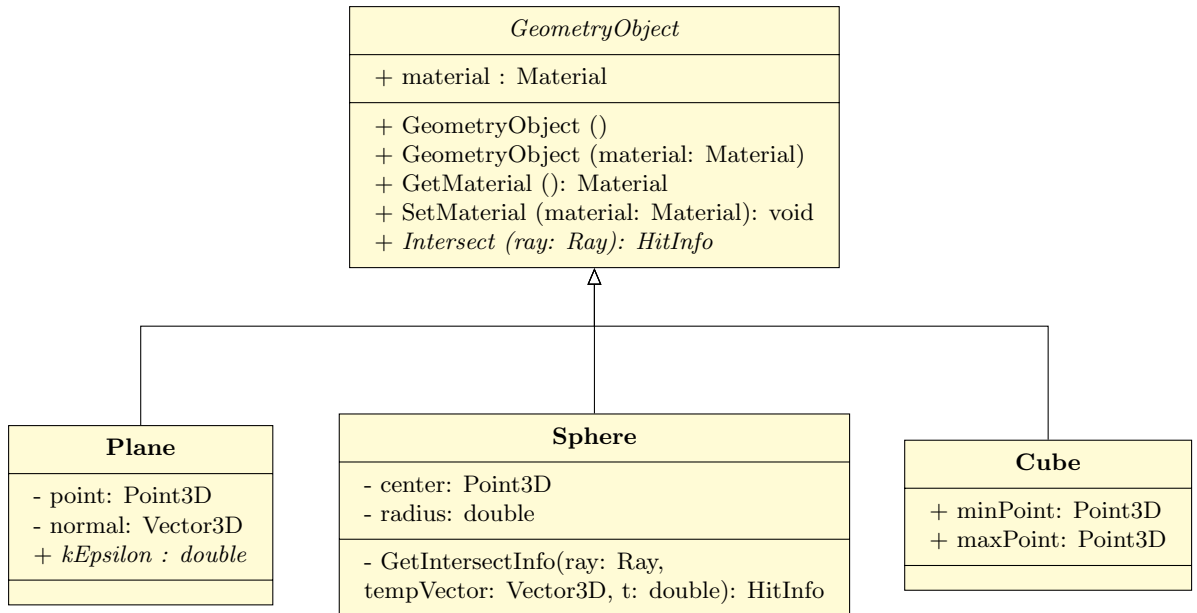 GeometryObject
+ material : Material
+ GeometryObject ()
+ GeometryObject (material: Material)
+ GetMaterial (): Material
+ SetMaterial (material: Material): void
+ Intersect (ray: Ray): HitInfo
Plane
- point: Point3D
- normal: Vector3D
+ kEpsilon : double
Sphere
- center: Point3D
- radius: double
- GetIntersectInfo(ray: Ray,
tempVector: Vector3D, t: double): HitInfo
Cube
+ minPoint: Point3D
+ maxPoint: Point3D